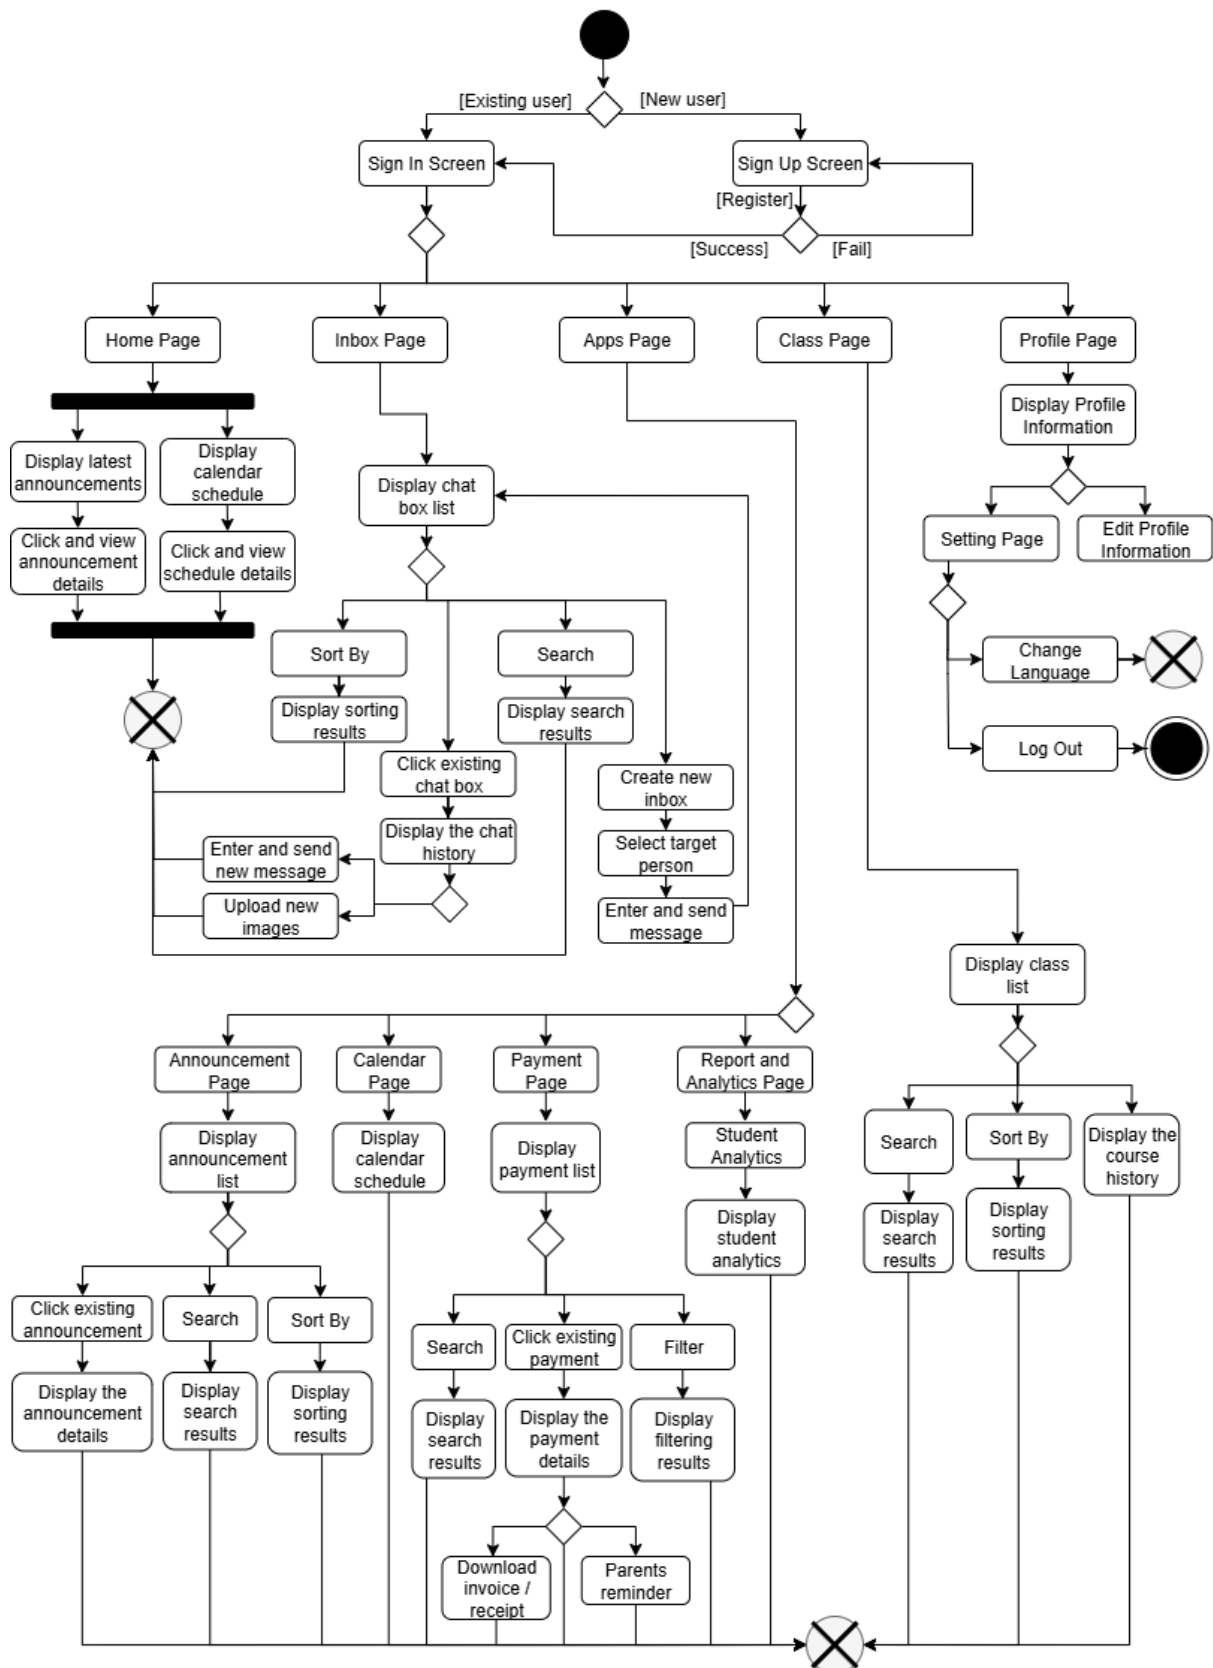 [Existing user]
[New user]
Sign In Screen
Sign Up Screen
[Register]
[Success]
[Fail]
Home Page
Inbox Page
Apps Page
Class Page
Profile Page
Display latest
announcements
Display
calendar
schedule
Click and view
announcement
details
Click and view
schedule details
Display chat
box list
Display Profile
Information
Setting Page
Edit Profile
Information
Change
Language
Log Out
Sort By
Search
Display sorting
results
Display search
results
Click existing
chat box
Create new
inbox
Display the chat
history
Select target
person
Enter and send
new message
Upload new
images
Enter and send
message
Display class
list
Announcement
Page
Calendar
Page
Payment
Page
Report and
Analytics Page
Display
announcement
list
Display
calendar
schedule
Display
payment list
Student
Analytics
Display
student
analytics
Search
Sort By
Display the
course
history
Display
search
results
Display
sorting
results
Click existing
announcement
Search
Sort By
Display the
announcement
details
Display
search
results
Display
sorting
results
Search
Click existing
payment
Filter
Display
search
results
Display the
payment
details
Display
filtering
results
Download
invoice /
receipt
Parents
reminder